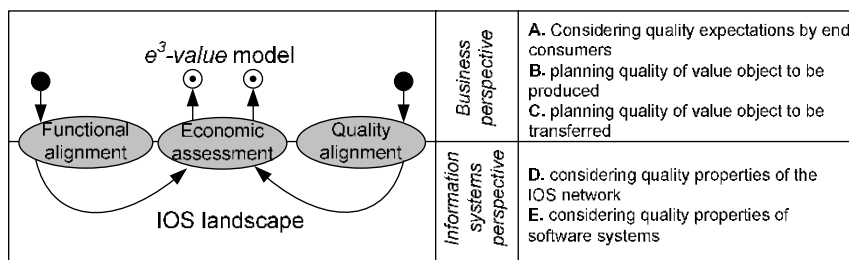 e3-value model
Functional
alignment
Economic
assessment
Quality
alignment
IOS landscape
Business
perspective
Information
systems
perspective
A. Considering quality expectations by end
consumers
B. planning quality of value object to be
produced
C. planning quality of value object to be
transferred
D. considering quality properties of the
IOS network
E. considering quality properties of
software systems